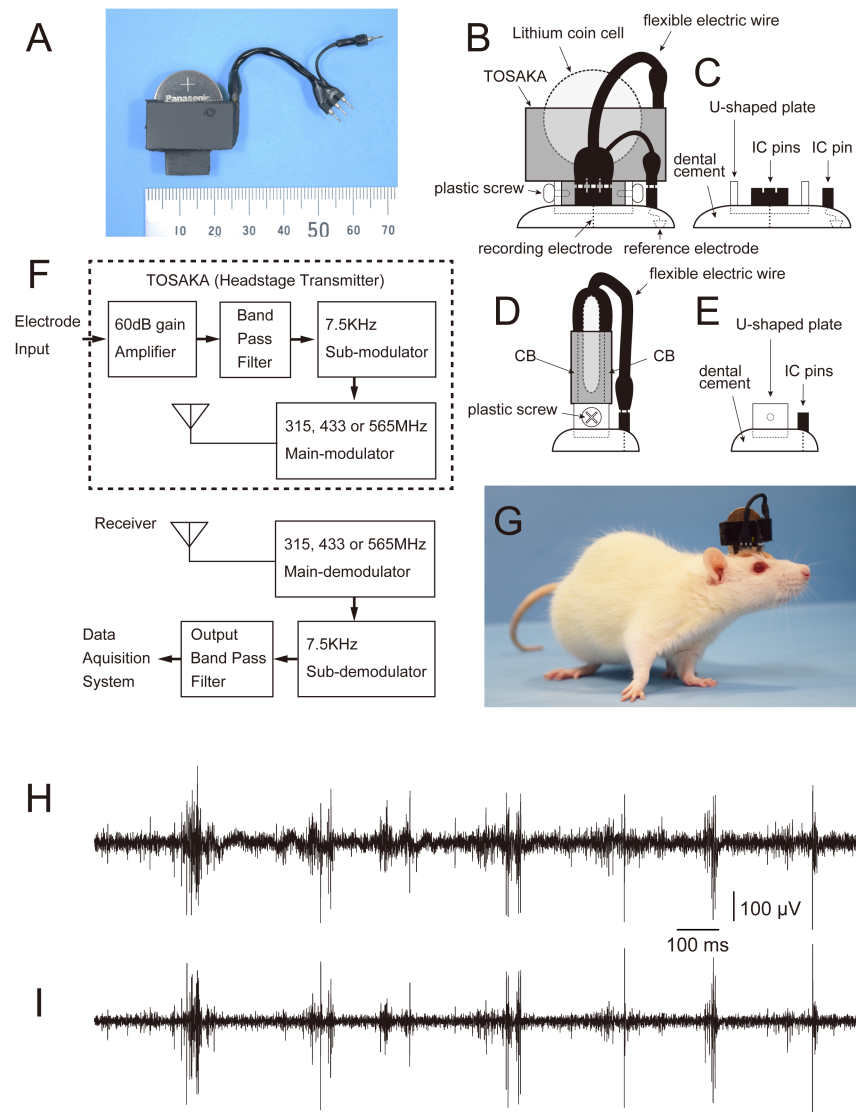 A
+
Panasonic
10 20 30 40 50 60 70
B
Lithium coin cell
flexible electric wire
TOSAKA
plastic screw
recording electrode
reference electrode
C
U-shaped plate
IC pins
IC pin
dental
cement
D
flexible electric wire
CB
CB
plastic screw
E
U-shaped plate
dental
cement
IC pins
F
TOSAKA (Headstage Transmitter)
Electrode
Input
60dB gain
Amplifier
Band
Pass
Filter
7.5KHz
Sub-modulator
315, 433 or 565MHz
Main-modulator
Receiver
315, 433 or 565MHz
Main-demodulator
7.5KHz
Sub-demodulator
Output
Band Pass
Filter
Data
Aquisition
System
G
H
100 µV
100 ms
I